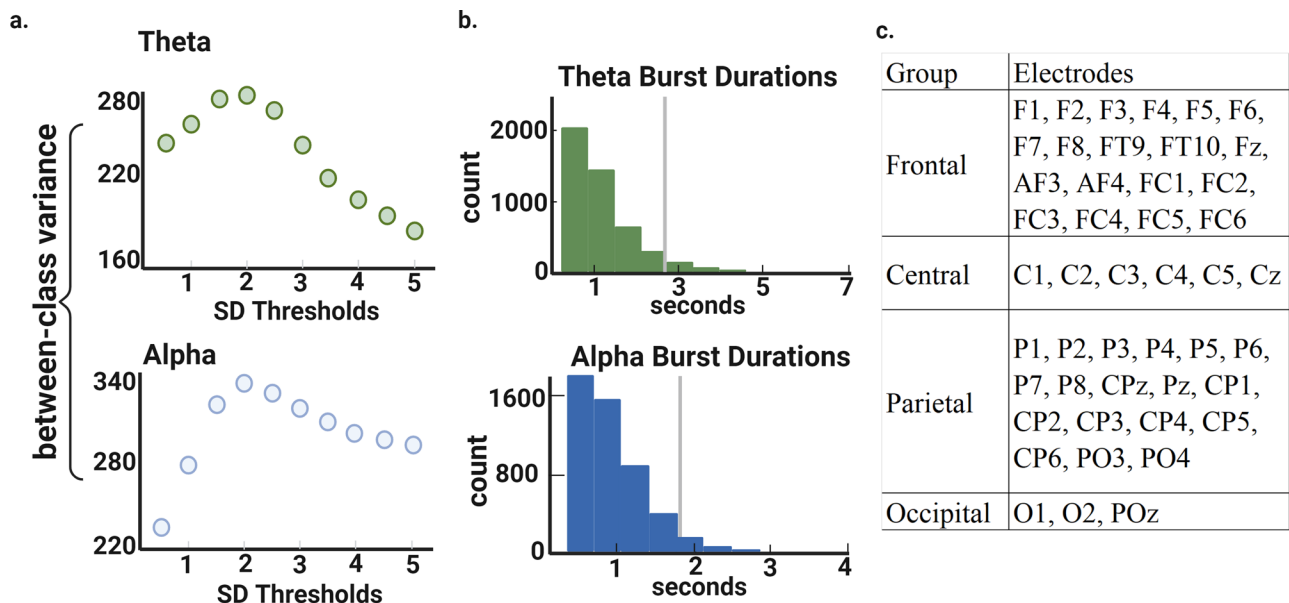 a.
Theta
280
220
160
1 2 3 4 5
SD Thresholds
between-class variance
Alpha
340
280
220
1 2 3 4 5
SD Thresholds
b.
Theta Burst Durations
2000
1000
0
count
1 3 5 7
seconds
Alpha Burst Durations
1600
800
0
count
1 2 3 4
seconds
c.
Group Electrodes
Frontal
F1, F2, F3, F4, F5, F6,
F7, F8, FT9, FT10, Fz,
AF3, AF4, FC1, FC2,
FC3, FC4, FC5, FC6
Central
C1, C2, C3, C4, C5, Cz
Parietal
P1, P2, P3, P4, P5, P6,
P7, P8, CPz, Pz, CP1,
CP2, CP3, CP4, CP5,
CP6, PO3, PO4
Occipital
O1, O2, POz